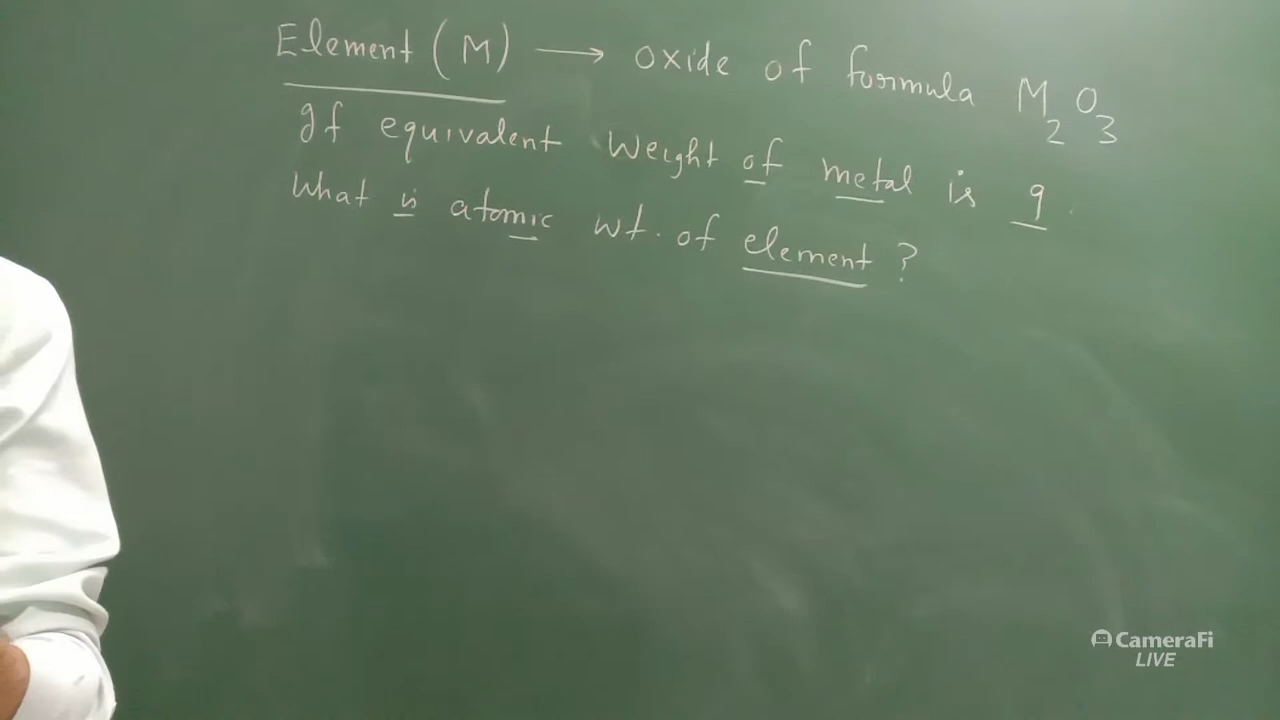 Element (M) → oxide of formula M2O3
If equivalent Weight of metal is 9.
What is atomic wt. of element ?
CameraFi
LIVE